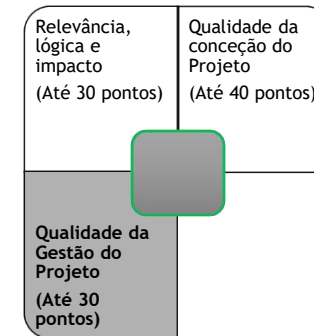 Relevância,
lógica e
impacto
(Até 30 pontos)
Qualidade da
conceção do
Projeto
(Até 40 pontos)
Qualidade da
Gestão do
Projeto
(Até 30
pontos)